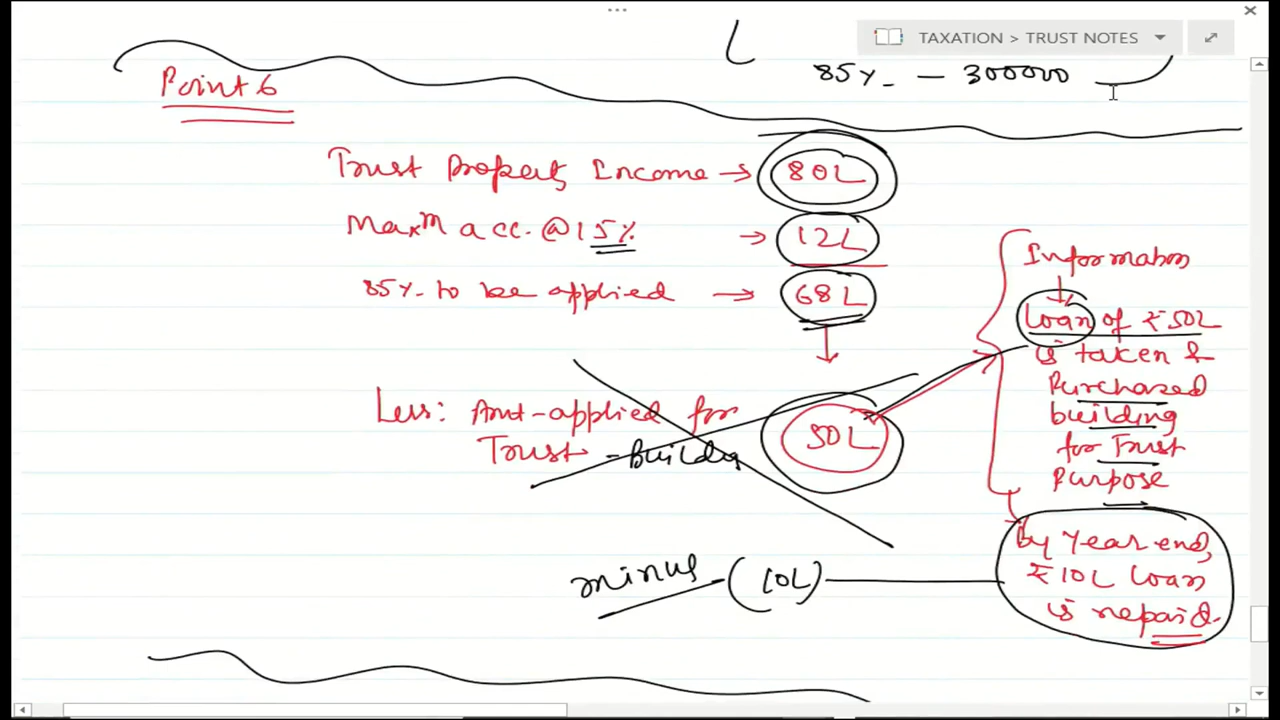 TAXATION > TRUST NOTES
85% - 300000
Point 6
Trust Property Income → 80L
MaxM acc. @15% → 12L
85% to be applied → 68L
Less: Amt-applied for
Trust - Building
50L
minus (10L)
Information
Loan of ₹50L
is taken &
Purchased
building
for Trust
Purpose
By Year end,
₹10L loan
is repaid.